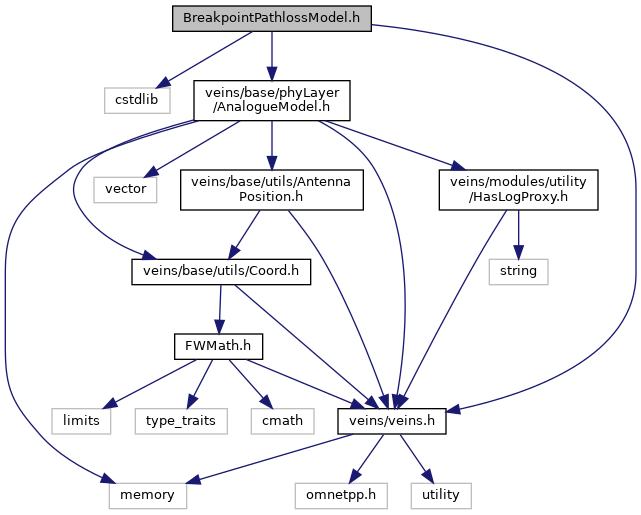 BreakpointPathlossModel.h
cstdlib
veins/base/phyLayer
/AnalogueModel.h
vector
veins/base/utils/Antenna
Position.h
veins/modules/utility
/HasLogProxy.h
veins/base/utils/Coord.h
string
FWMath.h
limits
type_traits
cmath
veins/veins.h
memory
omnetpp.h
utility